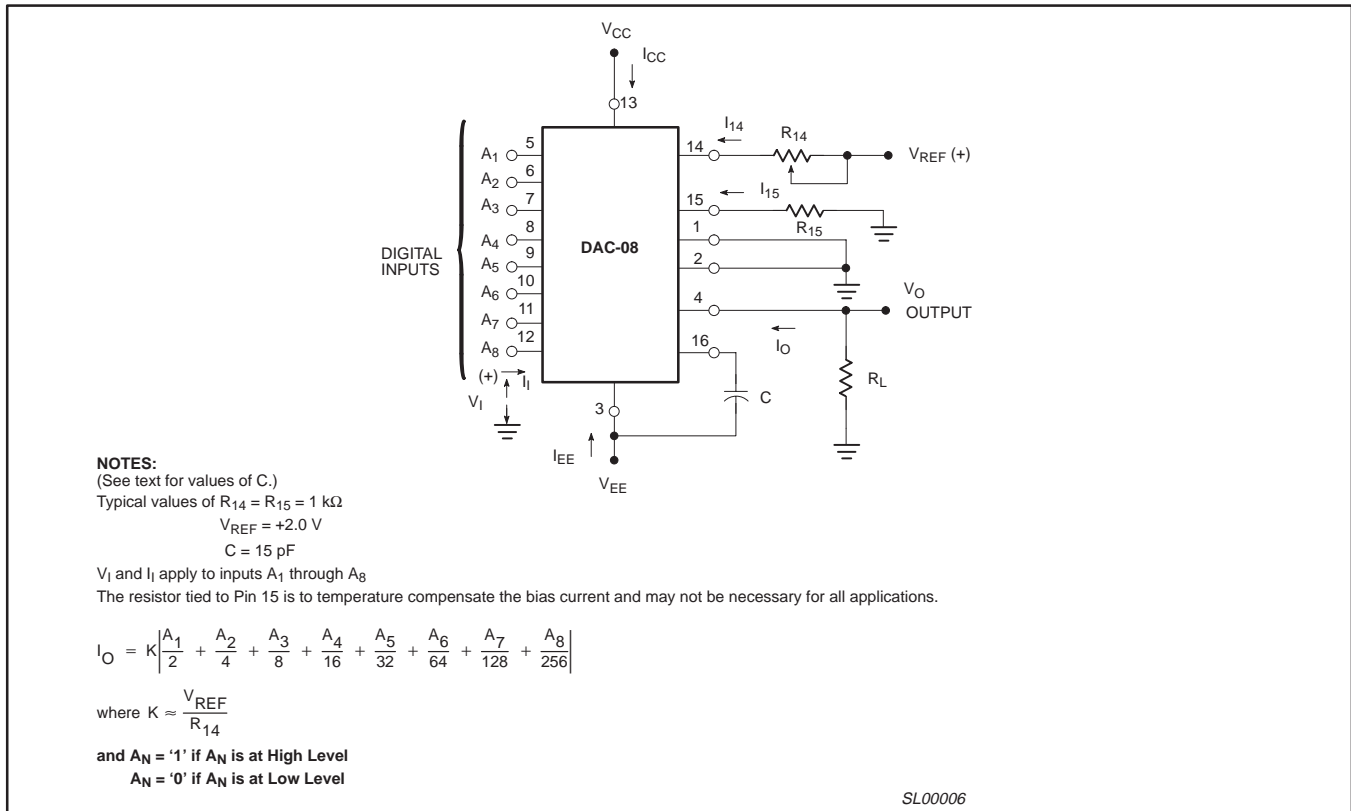 VCC
ICC
13
I14
R14
A1 5
14
VREF (+)
A2 6
A3 7
15
I15
R15
A4 8
1
DIGITAL
INPUTS
DAC-08
A5 9
2
A6 10
VO
OUTPUT
4
A7 11
IO
A8 12
16
RL
(+)
II
VI
C
3
IEE
VEE
NOTES:
(See text for values of C.)
Typical values of R14 = R15 = 1 kΩ
VREF = +2.0 V
C = 15 pF
VI and II apply to inputs A1 through A8
The resistor tied to Pin 15 is to temperature compensate the bias current and may not be necessary for all applications.
IO = K|A1/2 + A2/4 + A3/8 + A4/16 + A5/32 + A6/64 + A7/128 + A8/256|
where K ≈ VREF/R14
and AN = ‘1’ if AN is at High Level
AN = ‘0’ if AN is at Low Level
SL00006